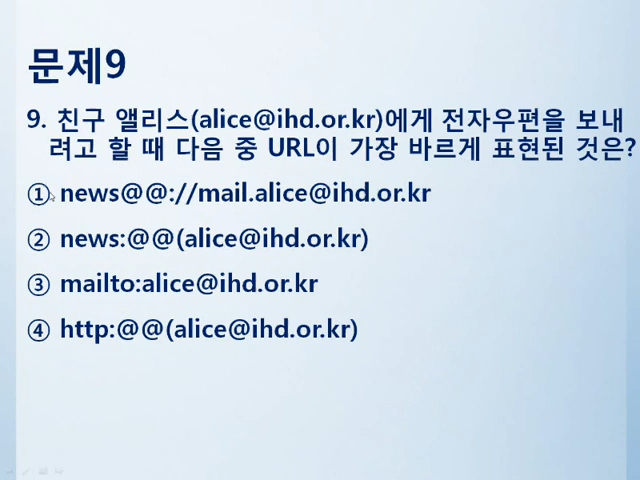 문제9
9. 친구 앨리스(alice@ihd.or.kr)에게 전자우편을 보내
려고 할 때 다음 중 URL이 가장 바르게 표현된 것은?
① news@@://mail.alice@ihd.or.kr
② news:@@(alice@ihd.or.kr)
③ mailto:alice@ihd.or.kr
④ http:@@(alice@ihd.or.kr)